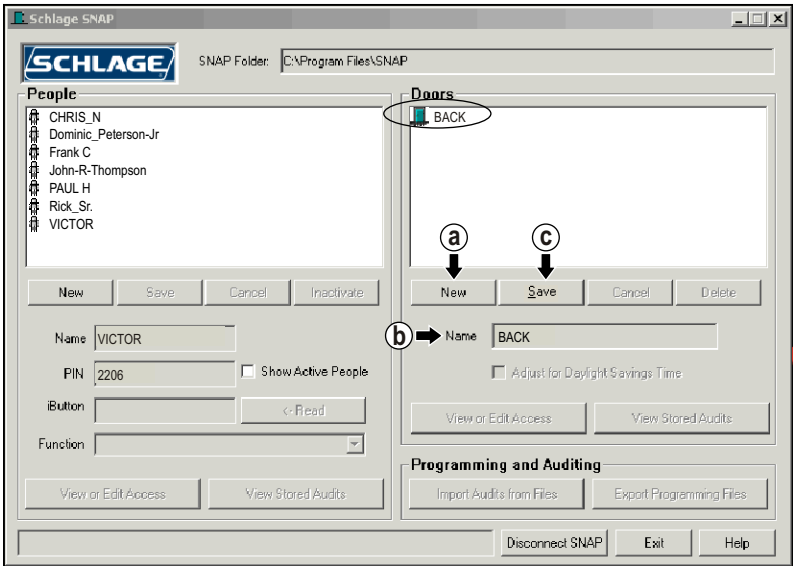 Schlage SNAP
SCHLAGE
SNAP Folder: C:\Program Files\SNAP
People
CHRIS_N
Dominic_Peterson-Jr
Frank C
John-R-Thompson
PAUL H
Rick_Sr.
VICTOR
New Save Cancel Inactivate
Name VICTOR
PIN 2206 Show Active People
iButton <-Read
Function
View or Edit Access View Stored Audits
Doors
BACK
a c
New Save Cancel Delete
b Name BACK
Adjust for Daylight Savings Time
View or Edit Access View Stored Audits
Programming and Auditing
Import Audits from Files Export Programming Files
Disconnect SNAP Exit Help